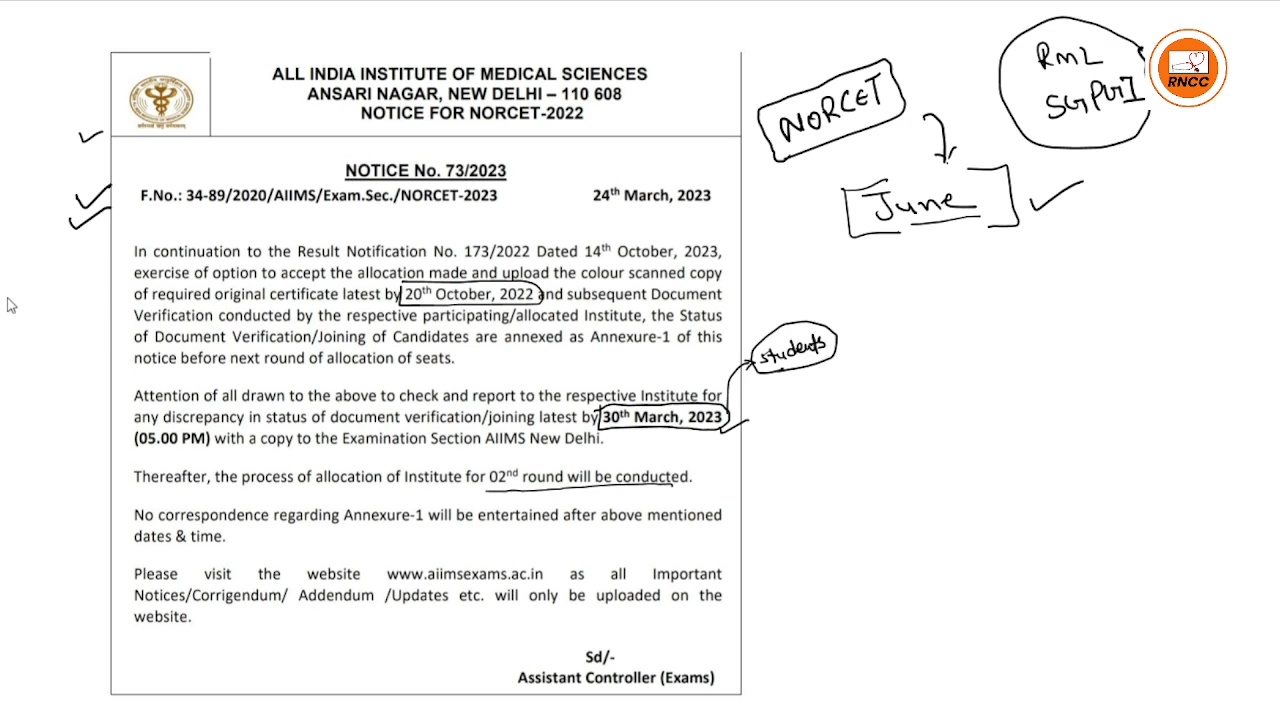 ALL INDIA INSTITUTE OF MEDICAL SCIENCES
ANSARI NAGAR, NEW DELHI – 110 608
NOTICE FOR NORCET-2022
NOTICE No. 73/2023
F.No.: 34-89/2020/AIIMS/Exam.Sec./NORCET-2023 24th March, 2023
In continuation to the Result Notification No. 173/2022 Dated 14th October, 2023,
exercise of option to accept the allocation made and upload the colour scanned copy
of required original certificate latest by 20th October, 2022 and subsequent Document
Verification conducted by the respective participating/allocated Institute, the Status
of Document Verification/Joining of Candidates are annexed as Annexure-1 of this
notice before next round of allocation of seats.
Attention of all drawn to the above to check and report to the respective Institute for
any discrepancy in status of document verification/joining latest by 30th March, 2023
(05.00 PM) with a copy to the Examination Section AIIMS New Delhi.
Thereafter, the process of allocation of Institute for 02nd round will be conducted.
No correspondence regarding Annexure-1 will be entertained after above mentioned
dates & time.
Please visit the website www.aiimsexams.ac.in as all Important
Notices/Corrigendum/ Addendum /Updates etc. will only be uploaded on the
website.
Sd/-
Assistant Controller (Exams)
NORCET
June
RML
SGPGI
students
RNCC